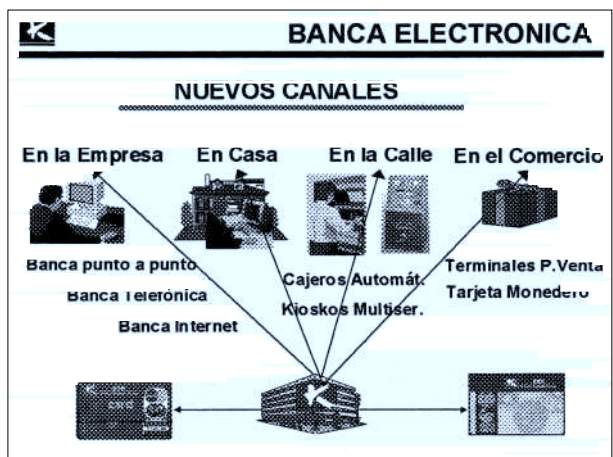 BANCA ELECTRONICA
NUEVOS CANALES
En la Empresa En Casa En la Calle En el Comercio
Banca punto a punto
Banca Telefónica
Banca Internet
Cajeros Automát.
Kioskos Multiser.
Terminales P.Venta
Tarjeta Monedero